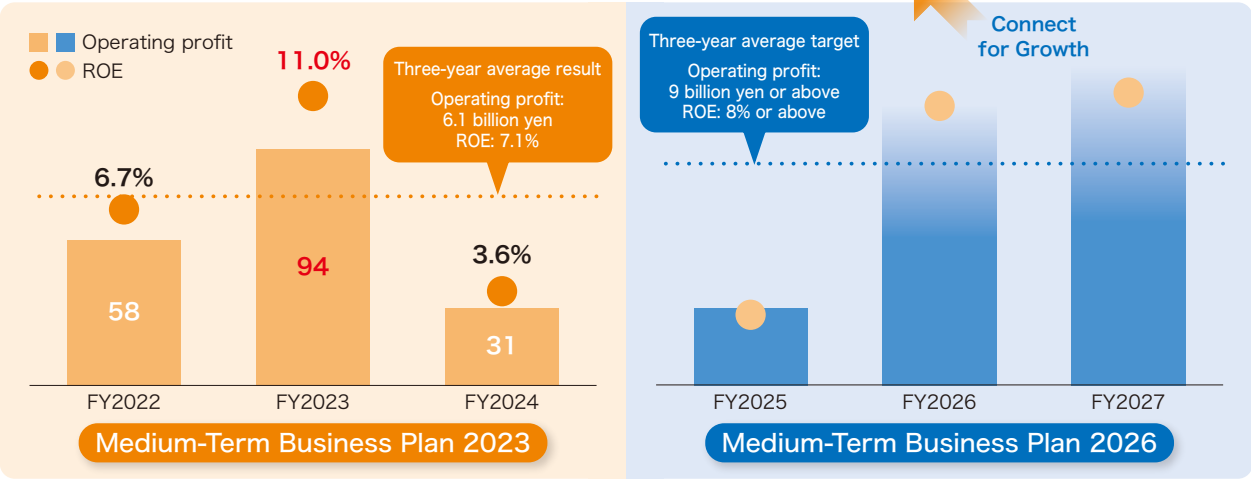 Operating profit
ROE
6.7%
58
FY2022
11.0%
94
FY2023
Three-year average result
Operating profit:
6.1 billion yen
ROE: 7.1%
3.6%
31
FY2024
Medium-Term Business Plan 2023
Three-year average target
Operating profit:
9 billion yen or above
ROE: 8% or above
Connect
for Growth
FY2025
FY2026
FY2027
Medium-Term Business Plan 2026